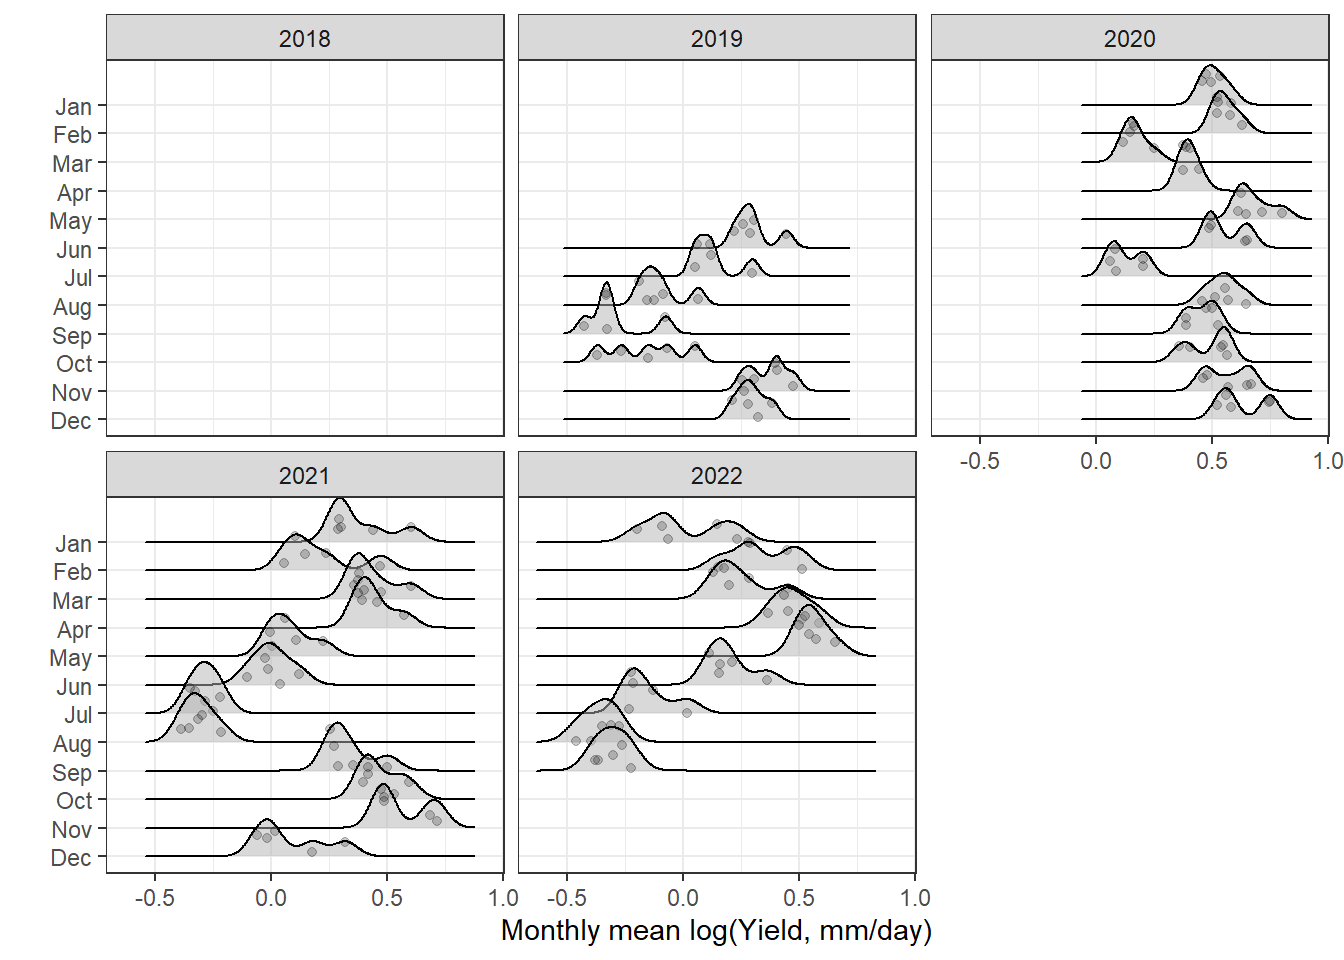 2018 2019 2020
Jan
Feb
Mar
Apr
May
Jun
Jul
Aug
Sep
Oct
Nov
Dec
-0.5 0.0 0.5 1.0
2021 2022
Jan
Feb
Mar
Apr
May
Jun
Jul
Aug
Sep
Oct
Nov
Dec
-0.5 0.0 0.5 1.0 -0.5 0.0 0.5 1.0
Monthly mean log(Yield, mm/day)